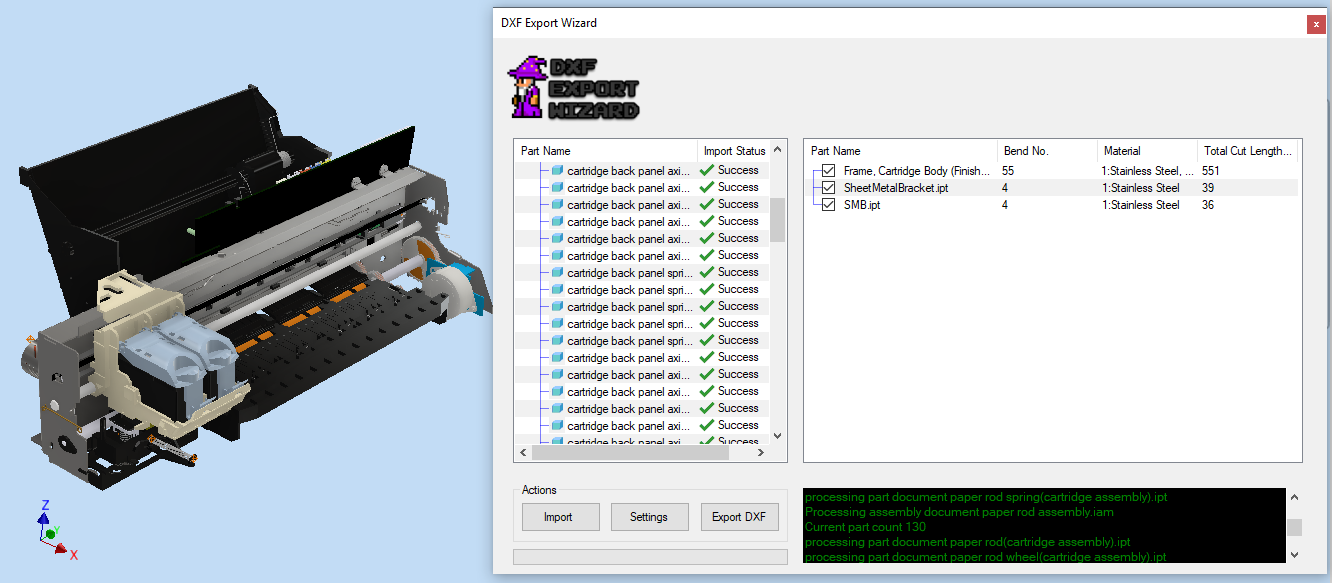 DXF Export Wizard
x
DXF
EXPORT
WIZARD
Part Name Import Status
cartridge back panel axi... Success
cartridge back panel axi... Success
cartridge back panel axi... Success
cartridge back panel axi... Success
cartridge back panel axi... Success
cartridge back panel axi... Success
cartridge back panel spri... Success
cartridge back panel spri... Success
cartridge back panel spri... Success
cartridge back panel spri... Success
cartridge back panel spri... Success
cartridge back panel axi... Success
cartridge back panel axi... Success
cartridge back panel axi... Success
cartridge back panel axi... Success
cartridge back panel axi... Success
cartridge back panel axi... Success
Part Name Bend No. Material Total Cut Length...
Frame, Cartridge Body (Finish... 55 1:Stainless Steel, ... 551
SheetMetalBracket.ipt 4 1:Stainless Steel 39
SMB.ipt 4 1:Stainless Steel 36
Actions
Import Settings Export DXF
processing part document paper rod spring(cartridge assembly).ipt
Processing assembly document paper rod assembly.iam
Current part count 130
processing part document paper rod(cartridge assembly).ipt
processing part document paper rod wheel(cartridge assembly).ipt
Z
Y
X